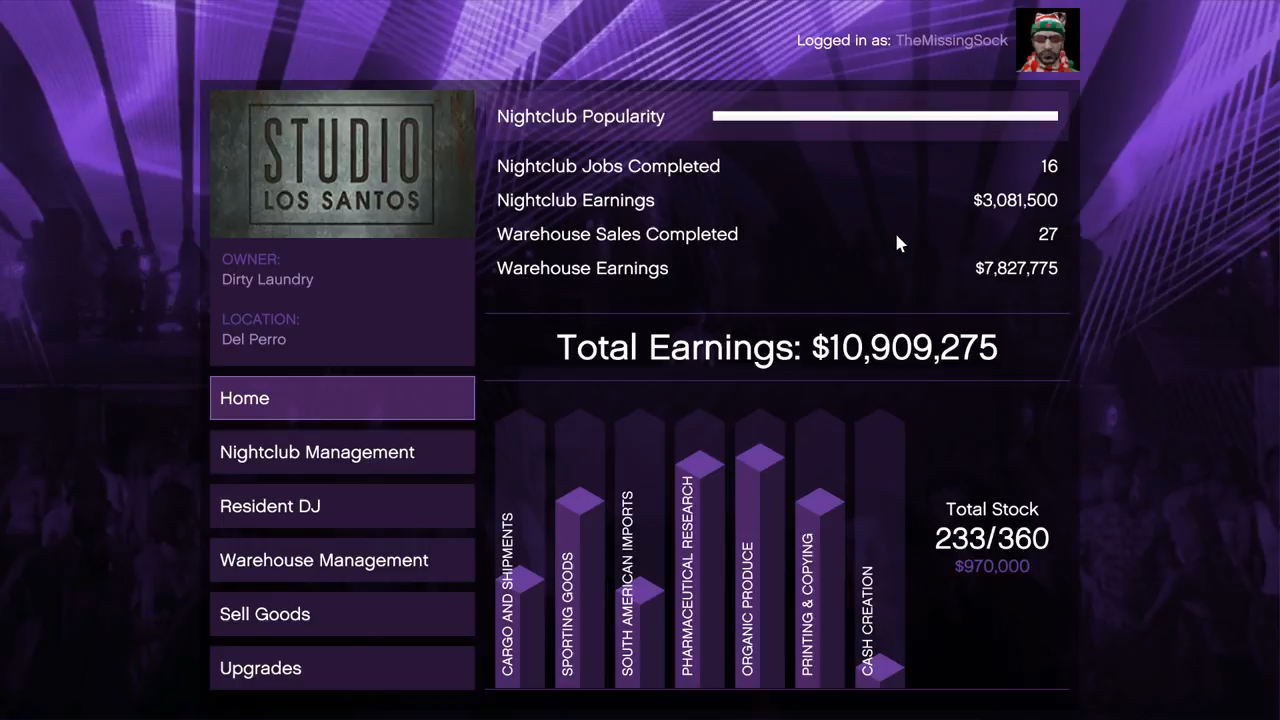 Logged in as: TheMissingSock
STUDIO
LOS SANTOS
OWNER:
Dirty Laundry
LOCATION:
Del Perro
Home
Nightclub Management
Resident DJ
Warehouse Management
Sell Goods
Upgrades
Nightclub Popularity
Nightclub Jobs Completed 16
Nightclub Earnings $3,081,500
Warehouse Sales Completed 27
Warehouse Earnings $7,827,775
Total Earnings: $10,909,275
CARGO AND SHIPMENTS
SPORTING GOODS
SOUTH AMERICAN IMPORTS
PHARMACEUTICAL RESEARCH
ORGANIC PRODUCE
PRINTING & COPYING
CASH CREATION
Total Stock
233/360
$970,000